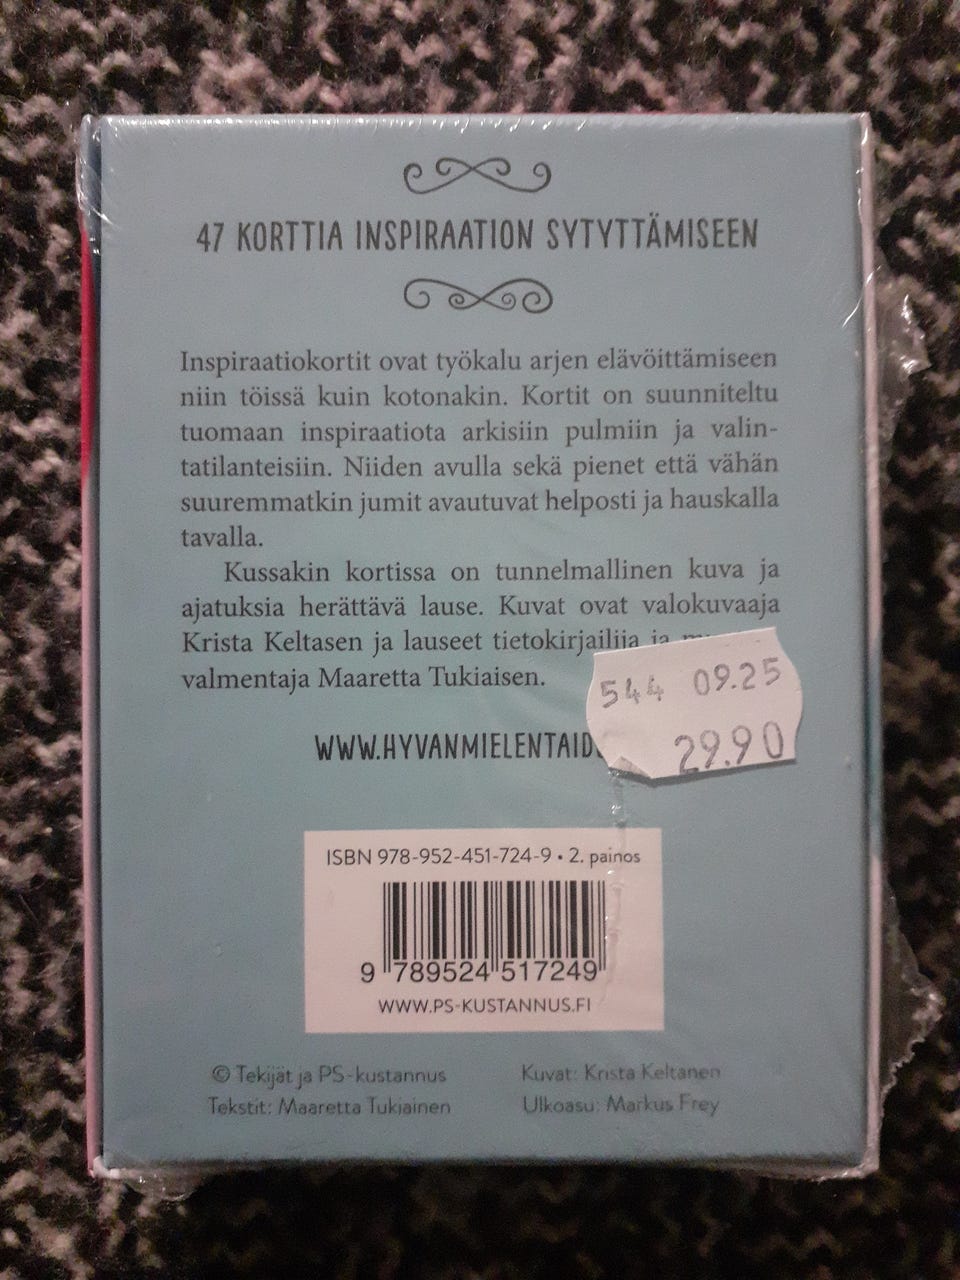 47 KORTTIA INSPIRAATION SYTYTTÄMISEEN
Inspiraatiokortit ovat työkalu arjen elävöittämiseen
niin töissä kuin kotonakin. Kortit on suunniteltu
tuomaan inspiraatiota arkisiin pulmiin ja valin-
tatilanteisiin. Niiden avulla sekä pienet että vähän
suuremmatkin jumit avautuvat helposti ja hauskalla
tavalla.
Kussakin kortissa on tunnelmallinen kuva ja
ajatuksia herättävä lause. Kuvat ovat valokuvaaja
Krista Keltasen ja lauseet tietokirjailija ja
valmentaja Maaretta Tukiaisen.
544 09.25
29.90
WWW.HYVANMIELENTAID
ISBN 978-952-451-724-9 • 2. painos
9 789524 517249
WWW.PS-KUSTANNUS.FI
© Tekijät ja PS-kustannus
Tekstit: Maaretta Tukiainen
Kuvat: Krista Keltanen
Ulkoasu: Markus Frey